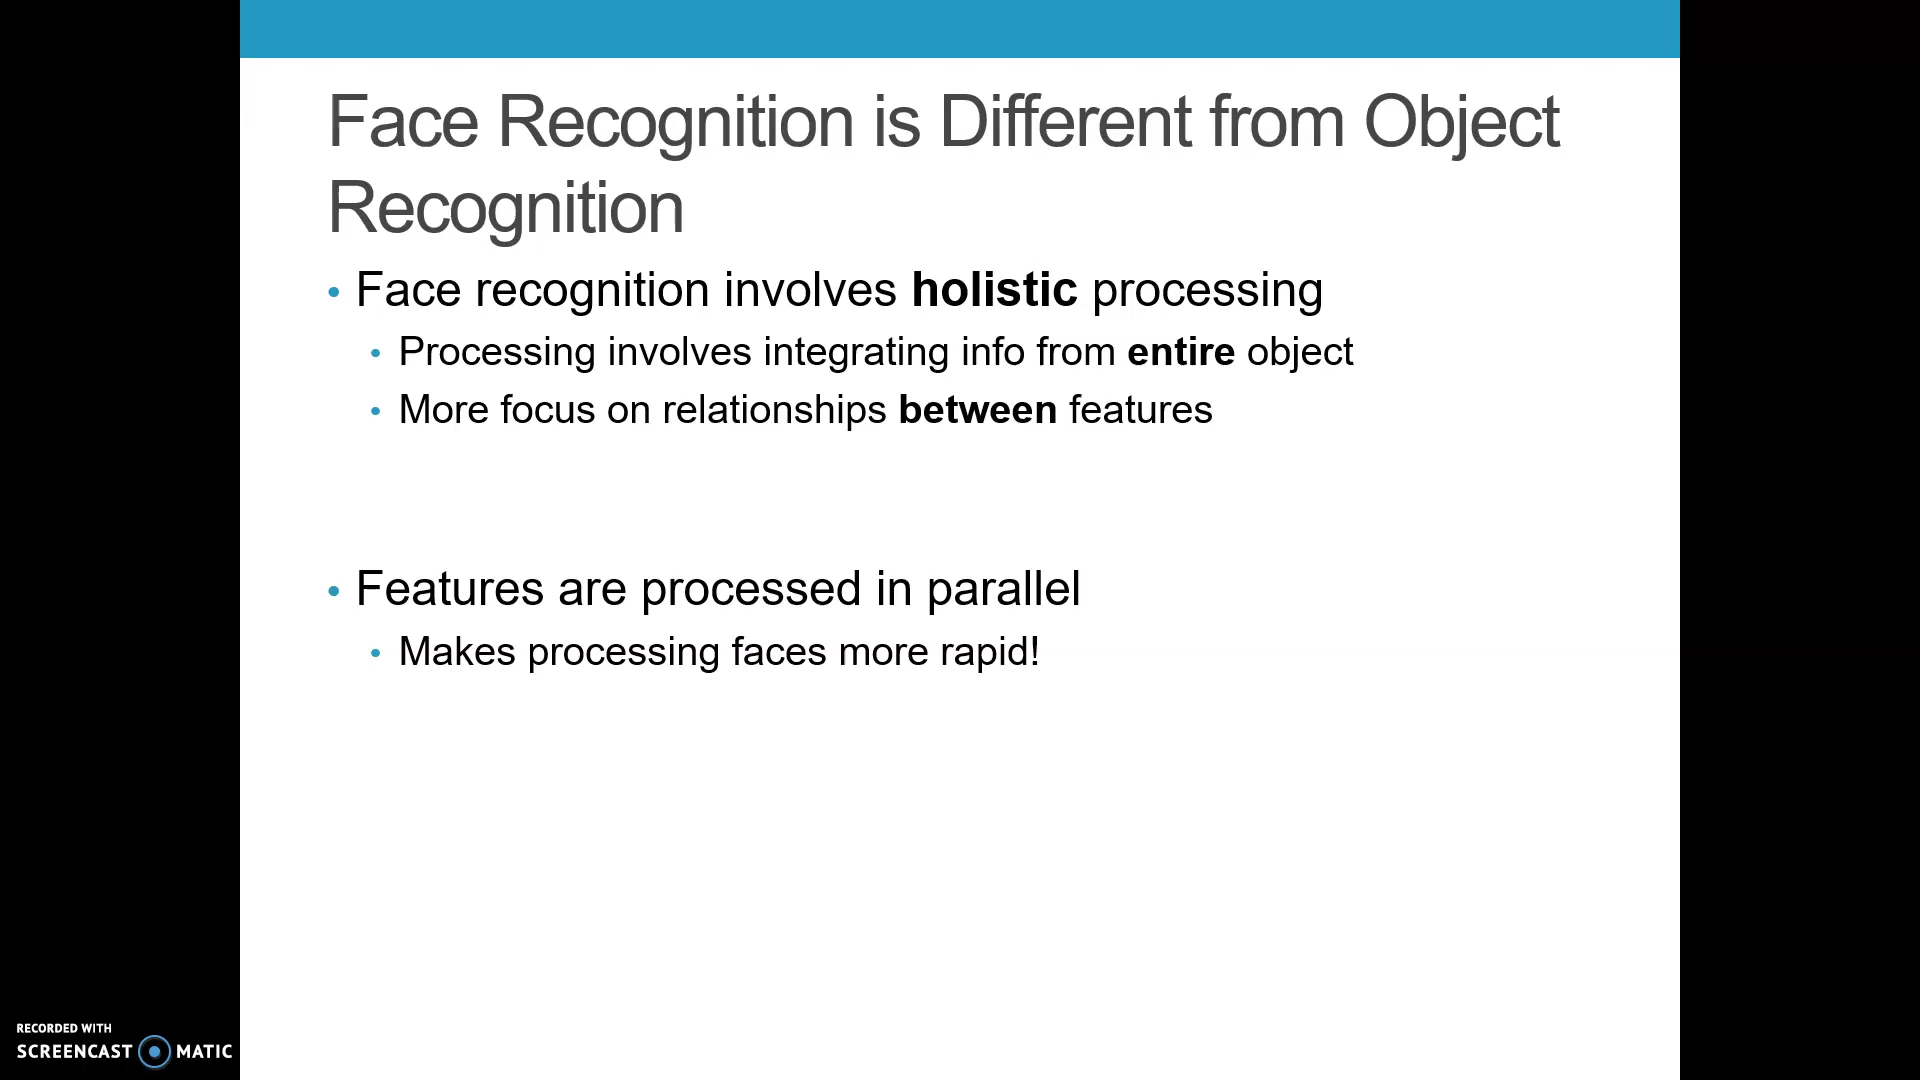 Face Recognition is Different from Object
Recognition
• Face recognition involves holistic processing
• Processing involves integrating info from entire object
• More focus on relationships between features
• Features are processed in parallel
• Makes processing faces more rapid!
RECORDED WITH
SCREENCAST MATIC